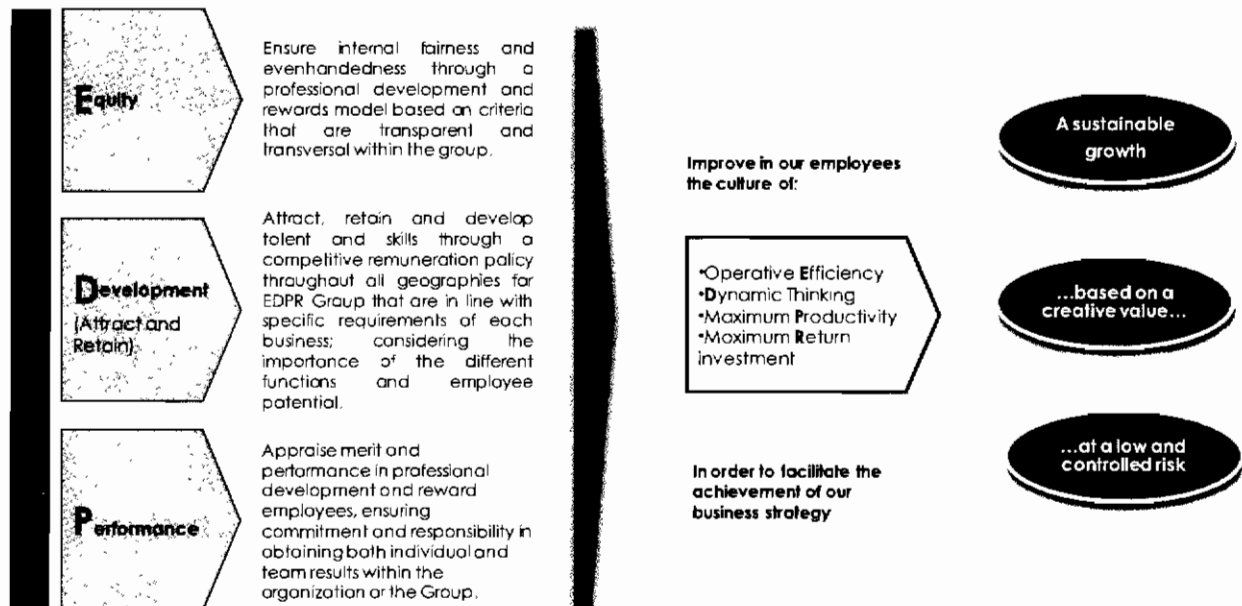 Equity
Ensure internal fairness and
evenhandedness through a
professional development and
rewards model based on criteria
that are transparent and
transversal within the group.
Development
(Attract and
Retain)
Attract, retain and develop
talent and skills through a
competitive remuneration policy
throughout all geographies for
EDPR Group that are in line with
specific requirements of each
business; considering the
importance of the different
functions and employee
potential.
Performance
Appraise merit and
performance in professional
development and reward
employees, ensuring
commitment and responsibility in
obtaining both individual and
team results within the
organization or the Group.
Improve in our employees
the culture of:
•Operative Efficiency
•Dynamic Thinking
•Maximum Productivity
•Maximum Return
investment
In order to facilitate the
achievement of our
business strategy
A sustainable
growth
...based on a
creative value...
...at a low and
controlled risk